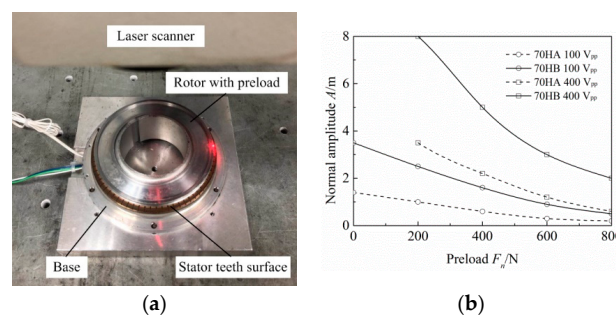 Laser scanner
Rotor with preload
Base
Stator teeth surface
(a)
Normal amplitude A/m
8
6
4
2
0
0
200
400
600
800
Preload Fn/N
70HA 100 Vpp
70HB 100 Vpp
70HA 400 Vpp
70HB 400 Vpp
(b)